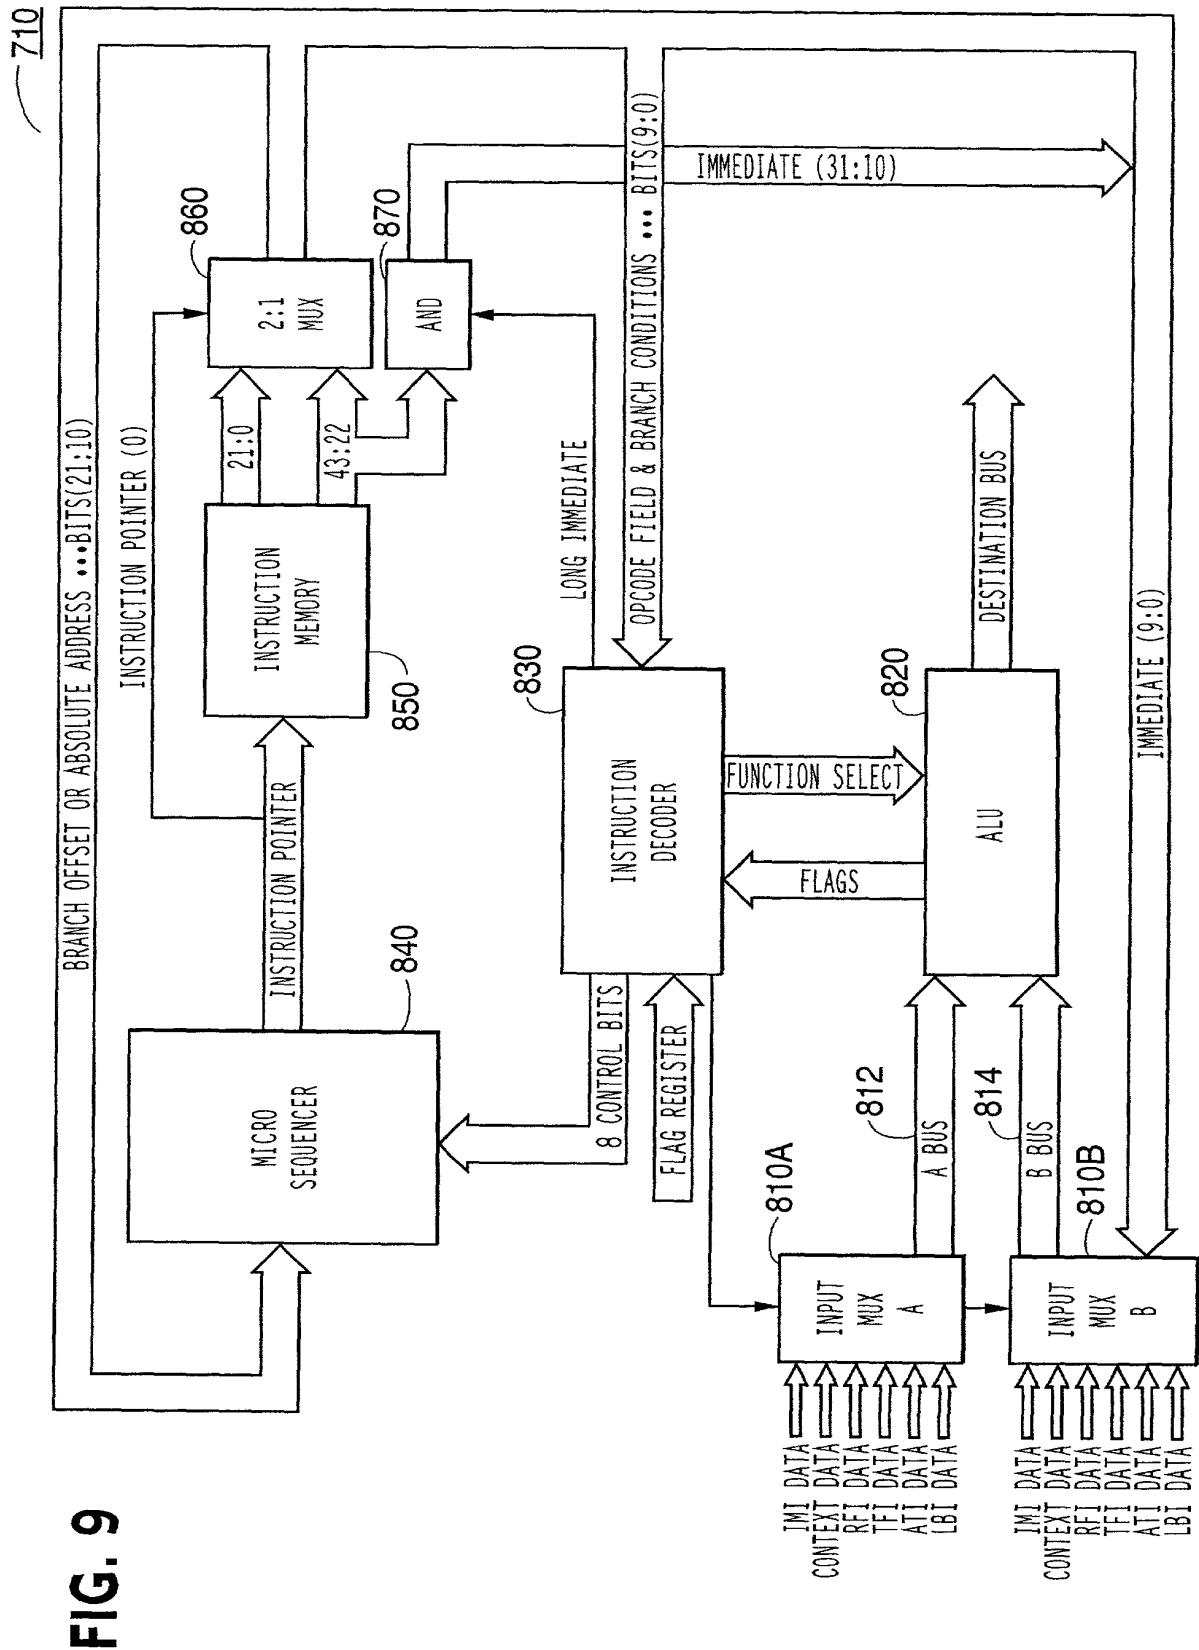 FIG. 9
710
BRANCH OFFSET OR ABSOLUTE ADDRESS •••BITS(21:10)
INSTRUCTION POINTER (0)
MICRO
SEQUENCER
840
INSTRUCTION POINTER
INSTRUCTION
MEMORY
850
21:0
43:22
2:1
MUX
860
AND
870
LONG IMMEDIATE
IMMEDIATE (31:10)
OPCODE FIELD & BRANCH CONDITIONS ••• BITS(9:0)
8 CONTROL BITS
FLAG REGISTER
INSTRUCTION
DECODER
830
FUNCTION SELECT
FLAGS
ALU
820
DESTINATION BUS
INPUT
MUX
A
810A
A BUS
812
B BUS
814
INPUT
MUX
B
810B
IMMEDIATE (9:0)
IMI DATA
CONTEXT DATA
RFI DATA
TFI DATA
ATI DATA
LBI DATA
IMI DATA
CONTEXT DATA
RFI DATA
TFI DATA
ATI DATA
LBI DATA